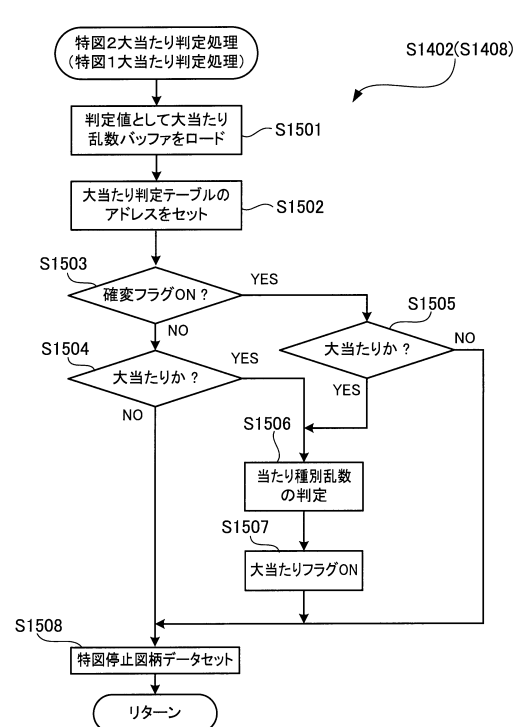 特図２大当たり判定処理
(特図１大当たり判定処理)
S1402(S1408)
判定値として大当たり
乱数バッファをロード
S1501
大当たり判定テーブルの
アドレスをセット
S1502
S1503
確変フラグON？
YES
NO
S1505
大当たりか？
NO
YES
S1504
大当たりか？
YES
NO
S1506
当たり種別乱数
の判定
S1507
大当たりフラグON
S1508
特図停止図柄データセット
リターン